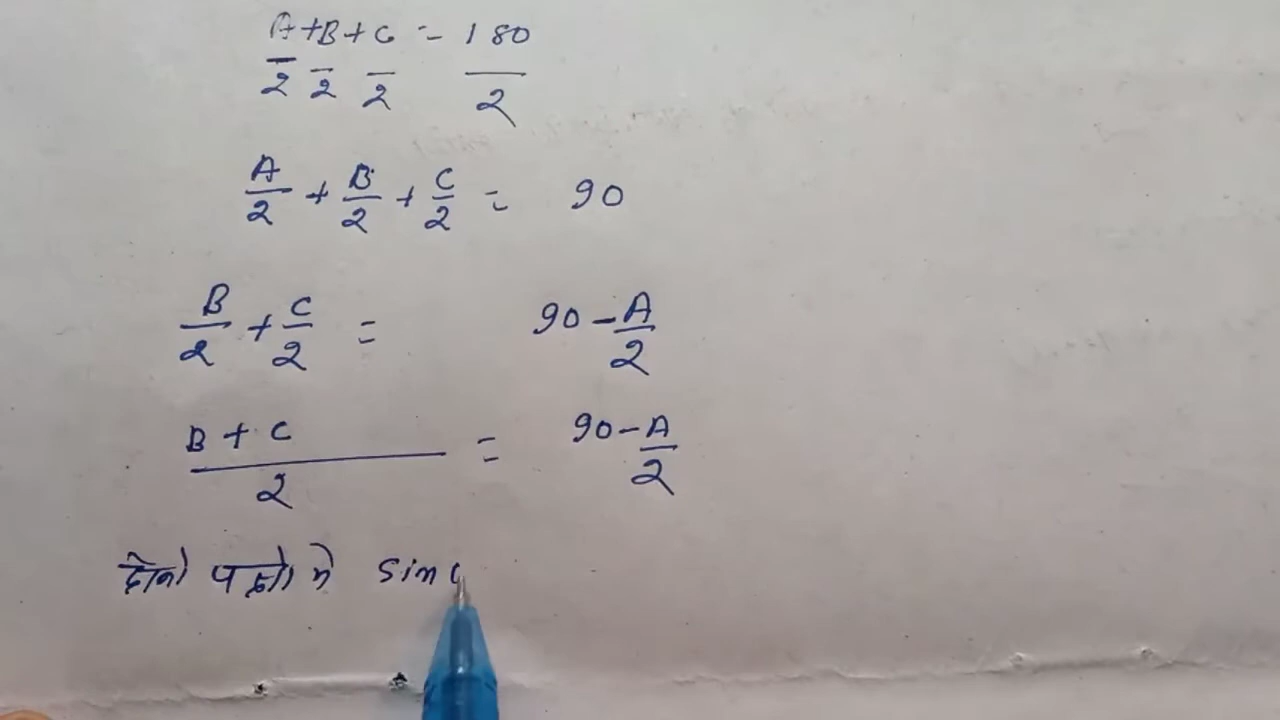 A/2 + B/2 + C/2 = 180/2
A/2 + B/2 + C/2 = 90
B/2 + C/2 = 90 - A/2
B + C / 2 = 90 - A/2
दोनो पक्षो मे sin